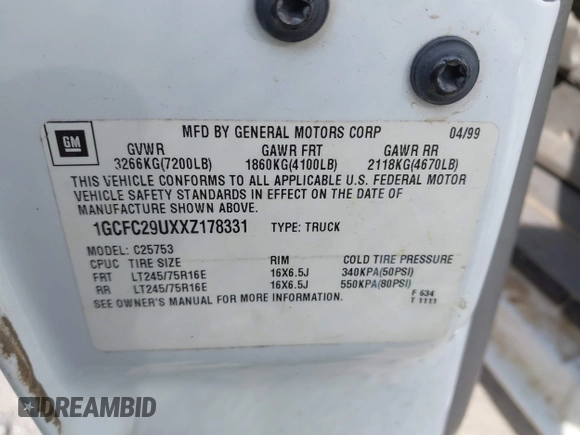 GM
MFD BY GENERAL MOTORS CORP 04/99
GVWR GAWR FRT GAWR RR
3266KG(7200LB) 1860KG(4100LB) 2118KG(4670LB)
THIS VEHICLE CONFORMS TO ALL APPLICABLE U.S. FEDERAL MOTOR
VEHICLE SAFETY STANDARDS IN EFFECT ON THE DATE OF
MANUFACTURE SHOWN ABOVE.
1GCFC29UXXZ178331 TYPE: TRUCK
MODEL: C25753
CPUC TIRE SIZE RIM COLD TIRE PRESSURE
FRT LT245/75R16E 16X6.5J 340KPA(50PSI)
RR LT245/75R16E 16X6.5J 550KPA(80PSI)
SEE OWNER'S MANUAL FOR MORE INFORMATION.
F 634
T 1111
DREAMBID